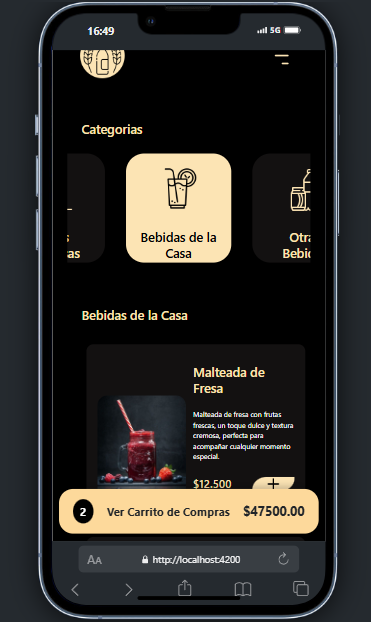 16:49
5G
Categorias
s
as
Bebidas de la
Casa
Otra
Bebid
Bebidas de la Casa
Malteada de
Fresa
Malteada de fresa con frutas
frescas, un toque dulce y textura
cremosa, perfecta para
acompañar cualquier momento
especial.
$12.500
+
2
Ver Carrito de Compras
$47500.00
AA
http://localhost:4200